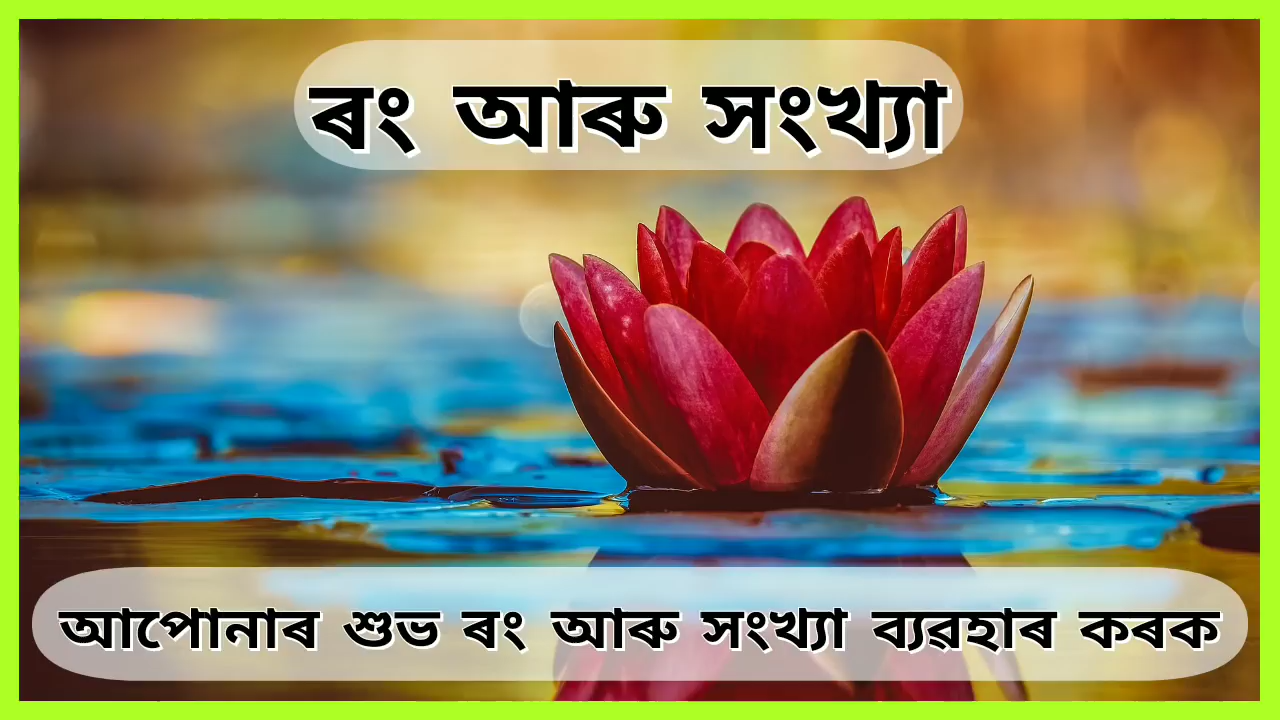 ৰং আৰু সংখ্যা
আপোনাৰ শুভ ৰং আৰু সংখ্যা ব্যৱহাৰ কৰক